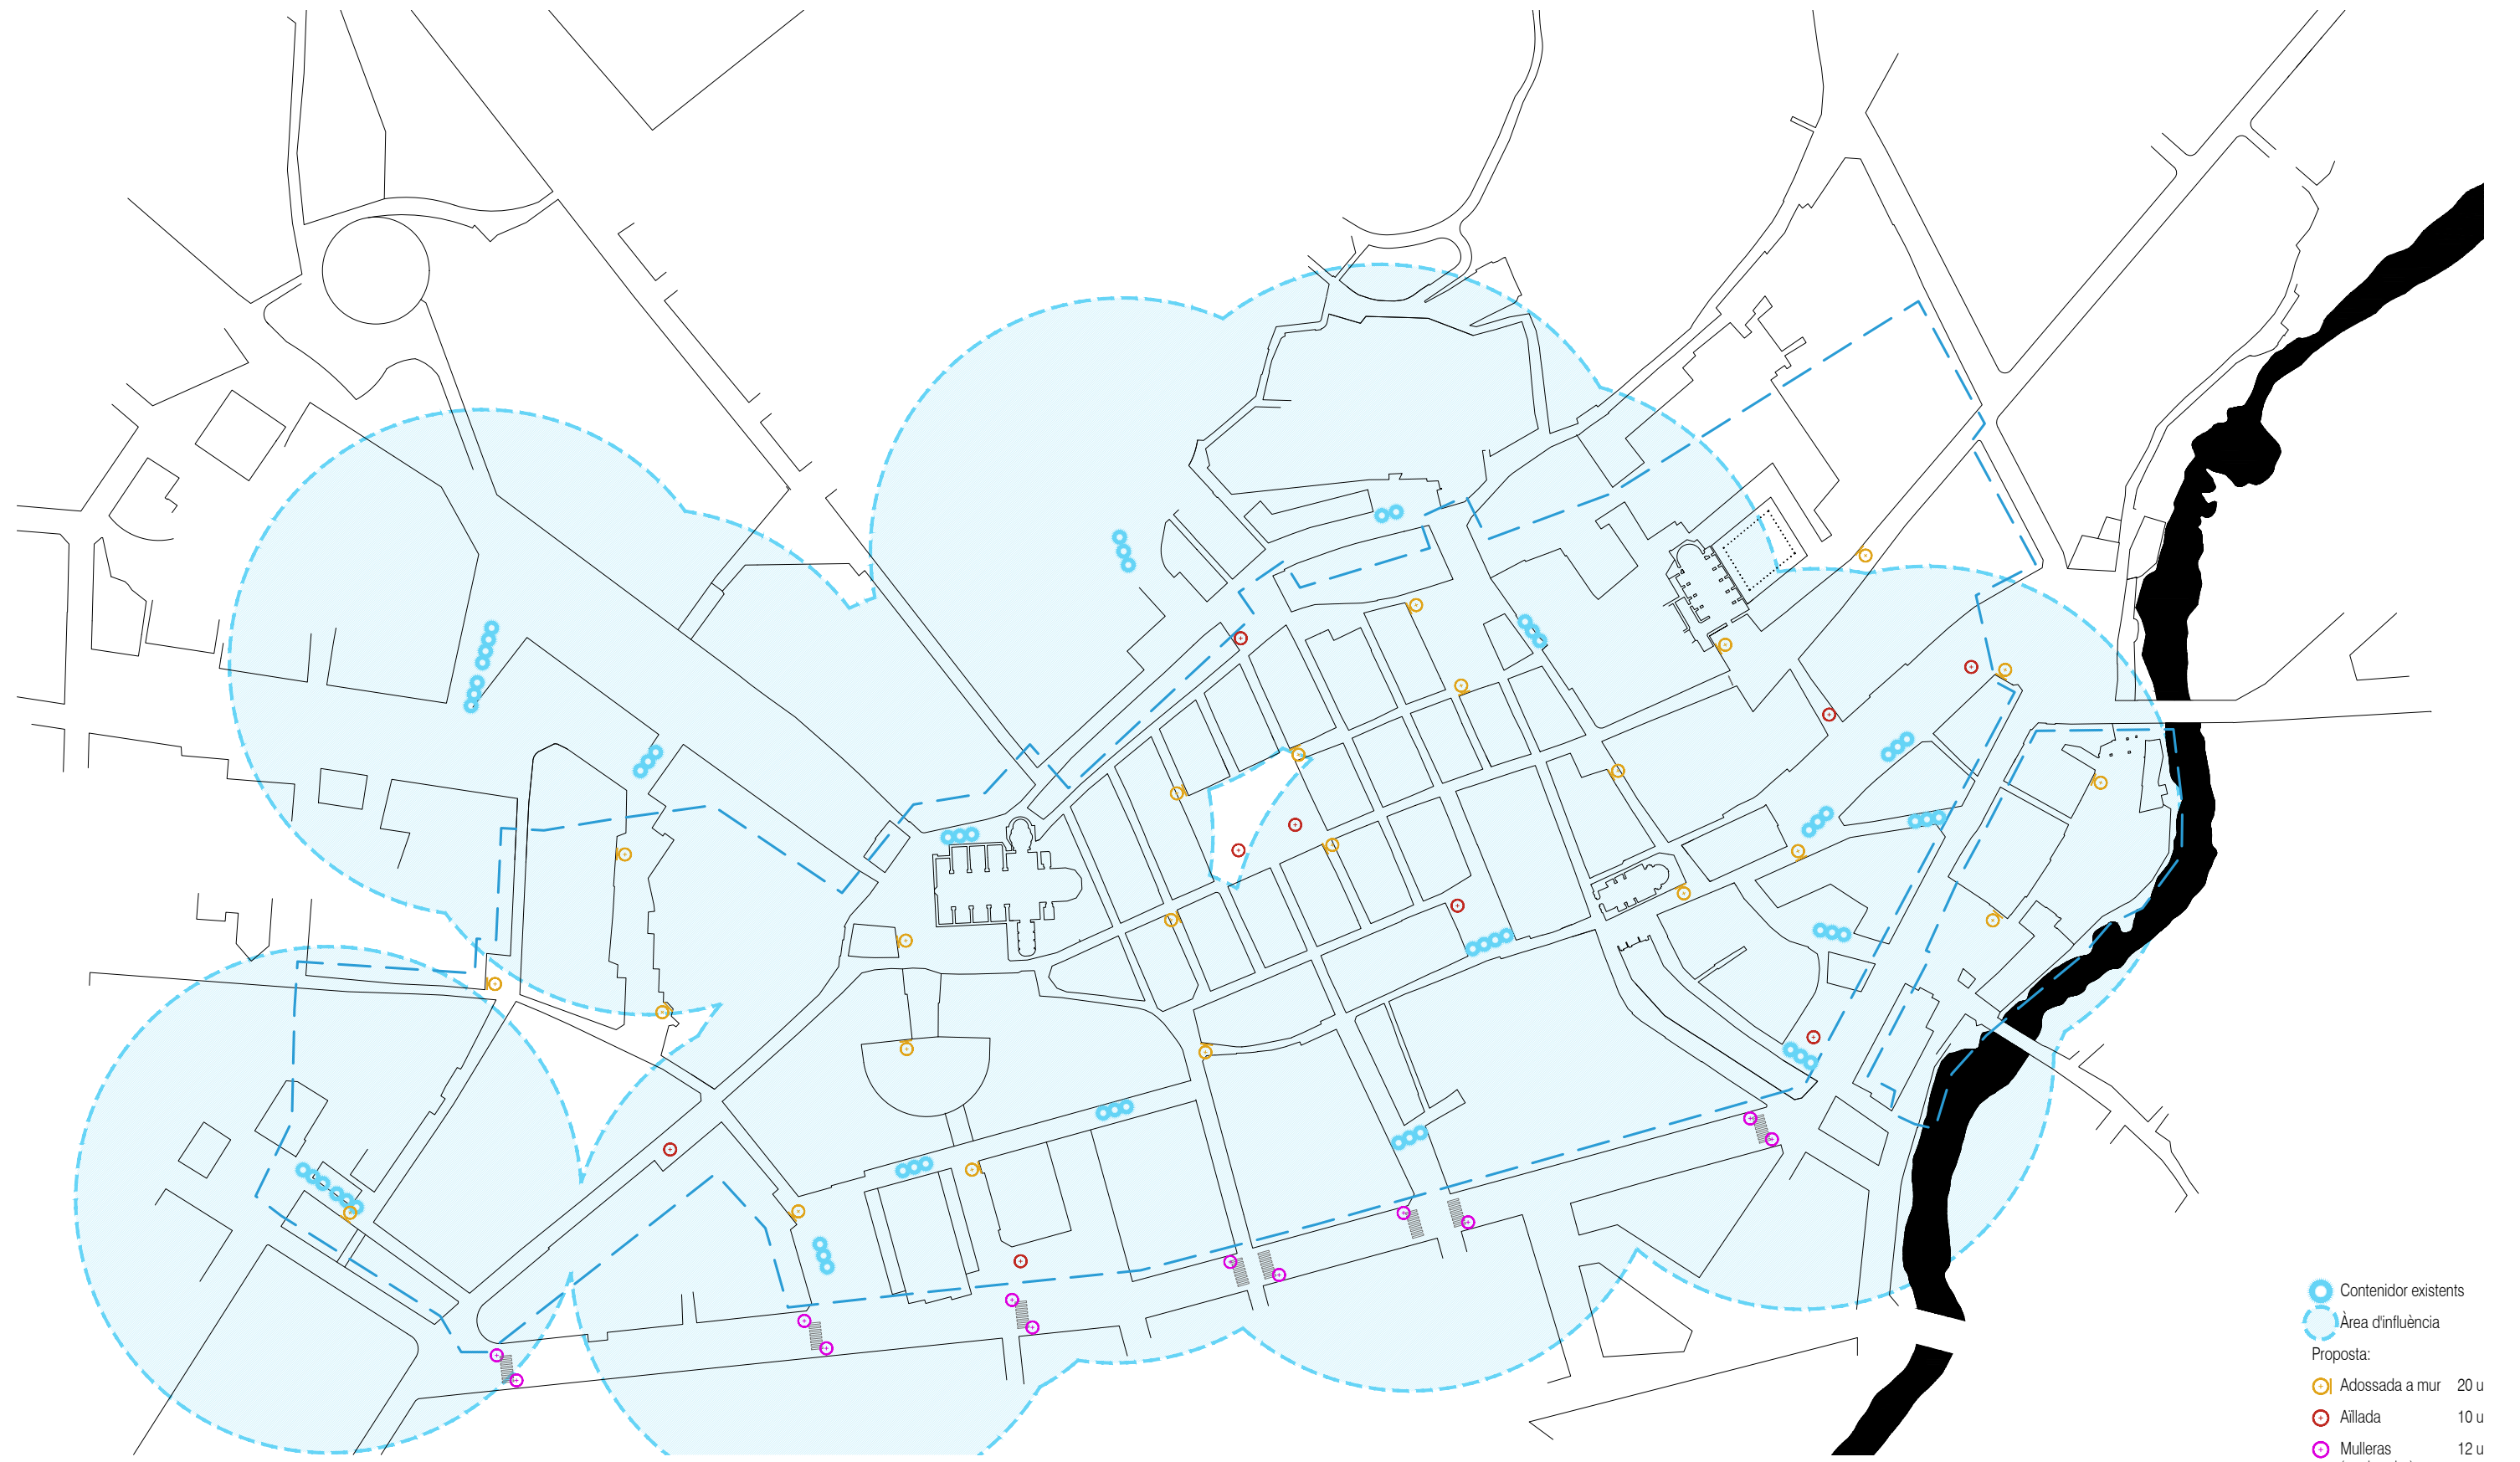 Contenidor existents
Àrea d'influència
Proposta:
Adossada a mur 20 u
Aïllada 10 u
Mulleras 12 u